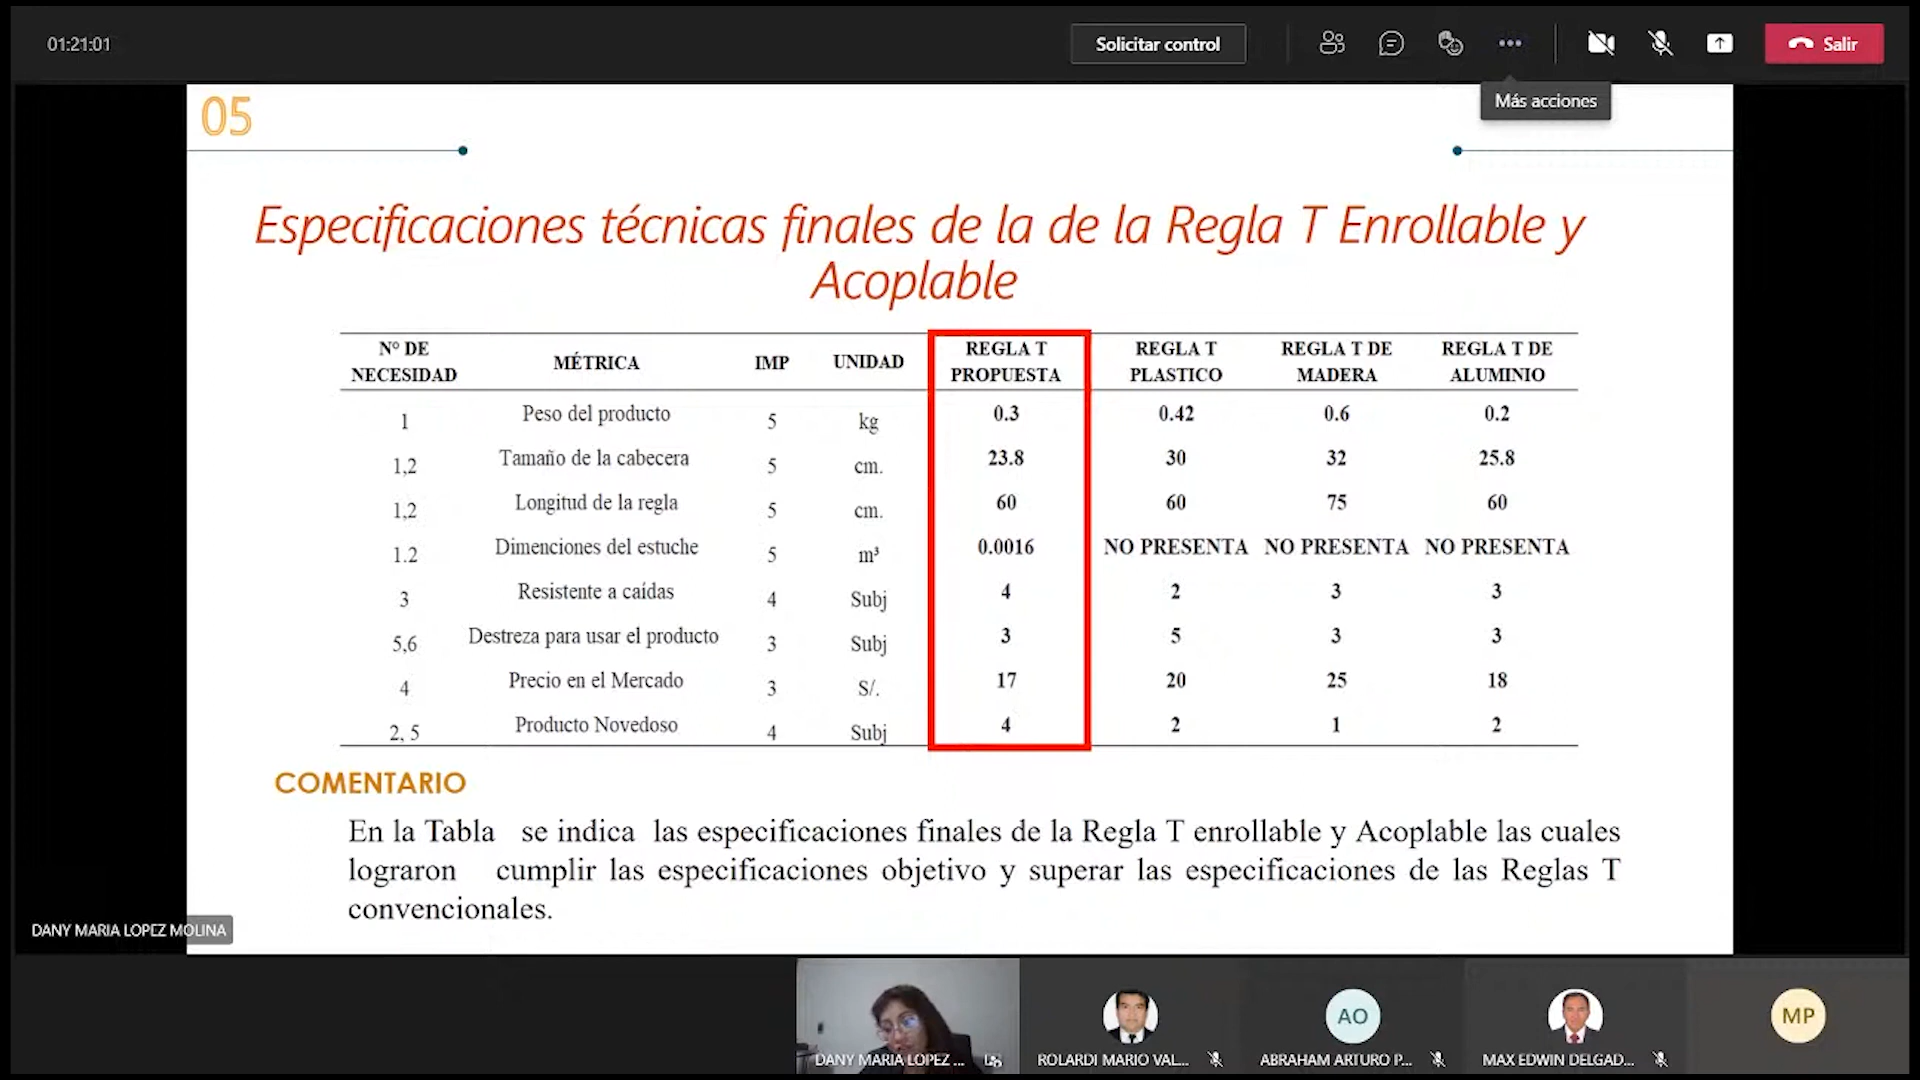 01:21:01
Solicitar control
Salir
Más acciones
05
Especificaciones técnicas finales de la de la Regla T Enrollable y
Acoplable
N° DE NECESIDAD MÉTRICA IMP UNIDAD REGLA T PROPUESTA REGLA T PLASTICO REGLA T DE MADERA REGLA T DE ALUMINIO
1 Peso del producto 5 kg 0.3 0.42 0.6 0.2
1,2 Tamaño de la cabecera 5 cm. 23.8 30 32 25.8
1,2 Longitud de la regla 5 cm. 60 60 75 60
1.2 Dimenciones del estuche 5 m³ 0.0016 NO PRESENTA NO PRESENTA NO PRESENTA
3 Resistente a caídas 4 Subj 4 2 3 3
5,6 Destreza para usar el producto 3 Subj 3 5 3 3
4 Precio en el Mercado 3 S/. 17 20 25 18
2, 5 Producto Novedoso 4 Subj 4 2 1 2
COMENTARIO
En la Tabla se indica las especificaciones finales de la Regla T enrollable y Acoplable las cuales
lograron cumplir las especificaciones objetivo y superar las especificaciones de las Reglas T
convencionales.
DANY MARIA LOPEZ MOLINA
AO
MP
DANY MARIA LOPEZ ...
ROLARDI MARIO VAL...
ABRAHAM ARTURO P...
MAX EDWIN DELGAD...